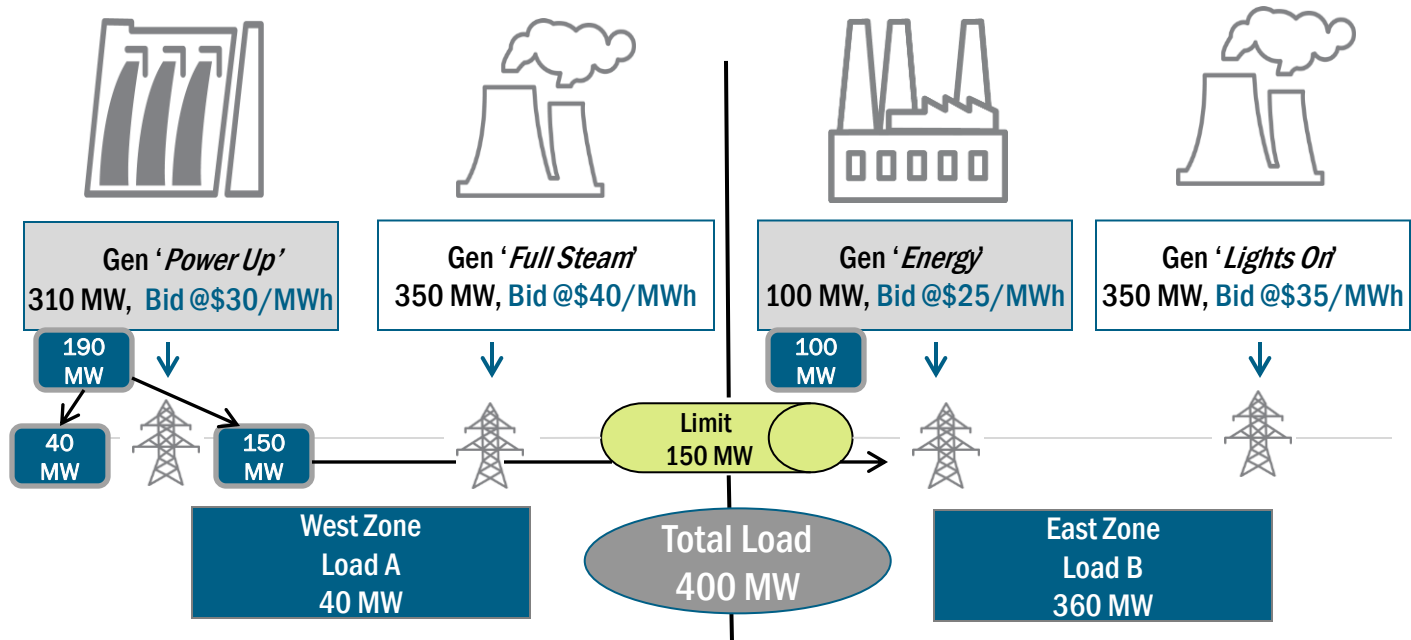 Gen ‘Power Up’
310 MW, Bid @$30/MWh
Gen ‘Full Steam’
350 MW, Bid @$40/MWh
Gen ‘Energy’
100 MW, Bid @$25/MWh
Gen ‘Lights On’
350 MW, Bid @$35/MWh
190
MW
100
MW
40
MW
150
MW
Limit
150 MW
West Zone
Load A
40 MW
Total Load
400 MW
East Zone
Load B
360 MW